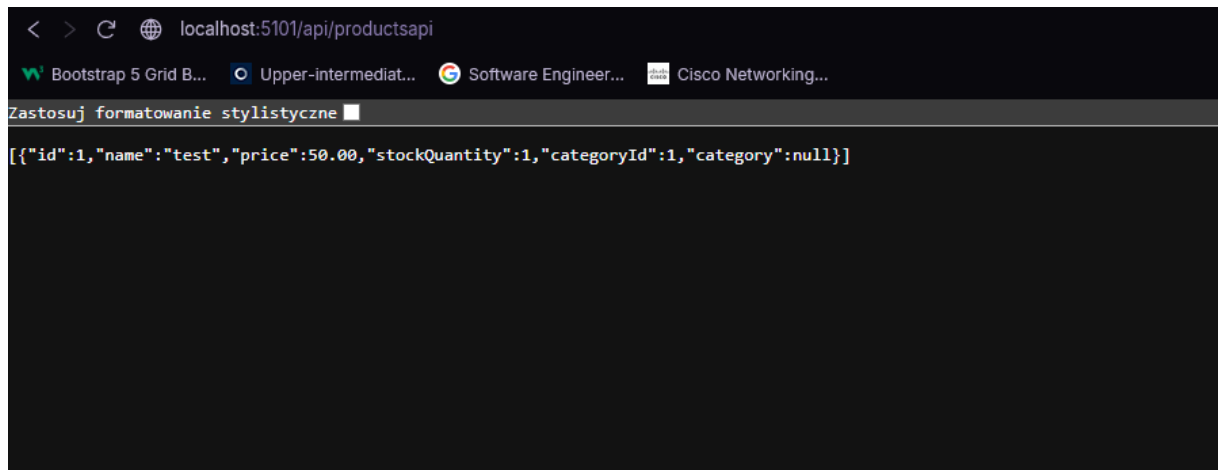 localhost:5101/api/productsapi
Bootstrap 5 Grid B... Upper-intermediat... Software Engineer... Cisco Networking...
Zastosuj formatowanie stylistyczne
[{"id":1,"name":"test","price":50.00,"stockQuantity":1,"categoryId":1,"category":null}]